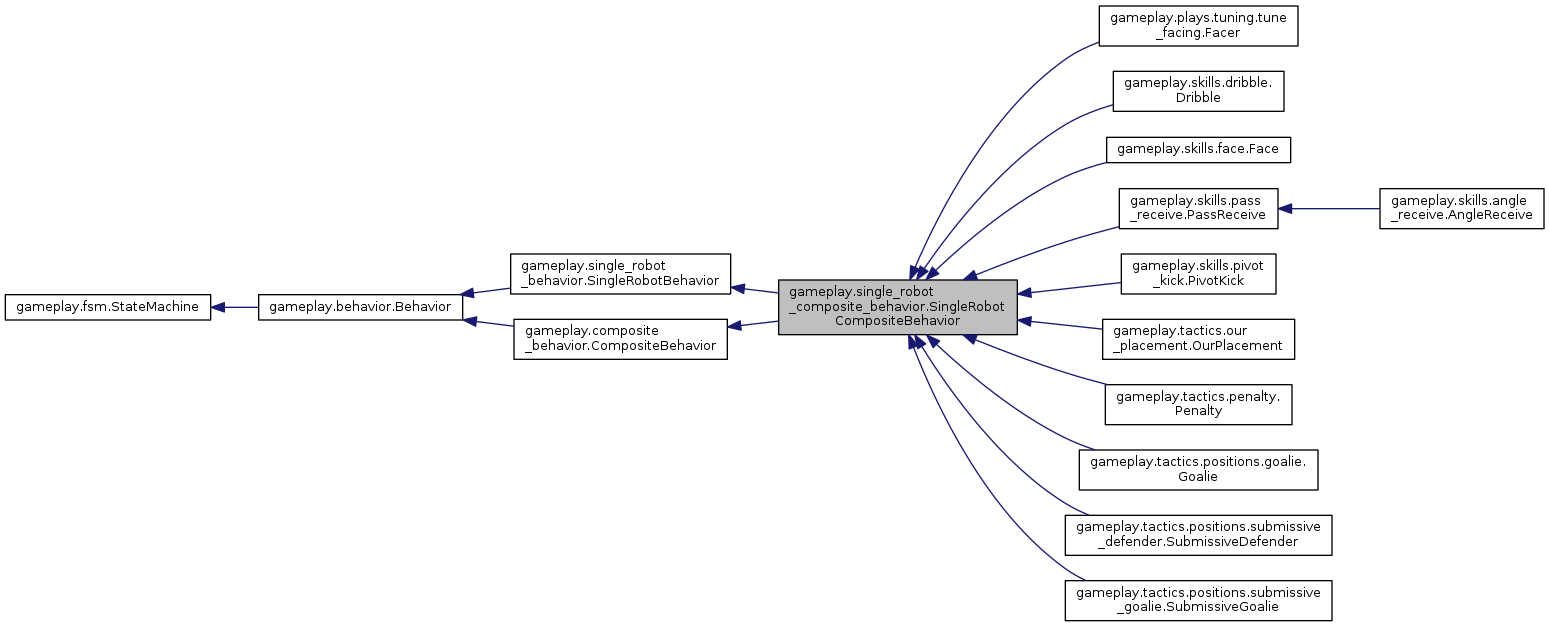 gameplay.fsm.StateMachine
gameplay.behavior.Behavior
gameplay.single_robot
_behavior.SingleRobotBehavior
gameplay.composite
_behavior.CompositeBehavior
gameplay.single_robot
_composite_behavior.SingleRobot
CompositeBehavior
gameplay.plays.tuning.tune
_facing.Facer
gameplay.skills.dribble.
Dribble
gameplay.skills.face.Face
gameplay.skills.pass
_receive.PassReceive
gameplay.skills.angle
_receive.AngleReceive
gameplay.skills.pivot
_kick.PivotKick
gameplay.tactics.our
_placement.OurPlacement
gameplay.tactics.penalty.
Penalty
gameplay.tactics.positions.goalie.
Goalie
gameplay.tactics.positions.submissive
_defender.SubmissiveDefender
gameplay.tactics.positions.submissive
_goalie.SubmissiveGoalie